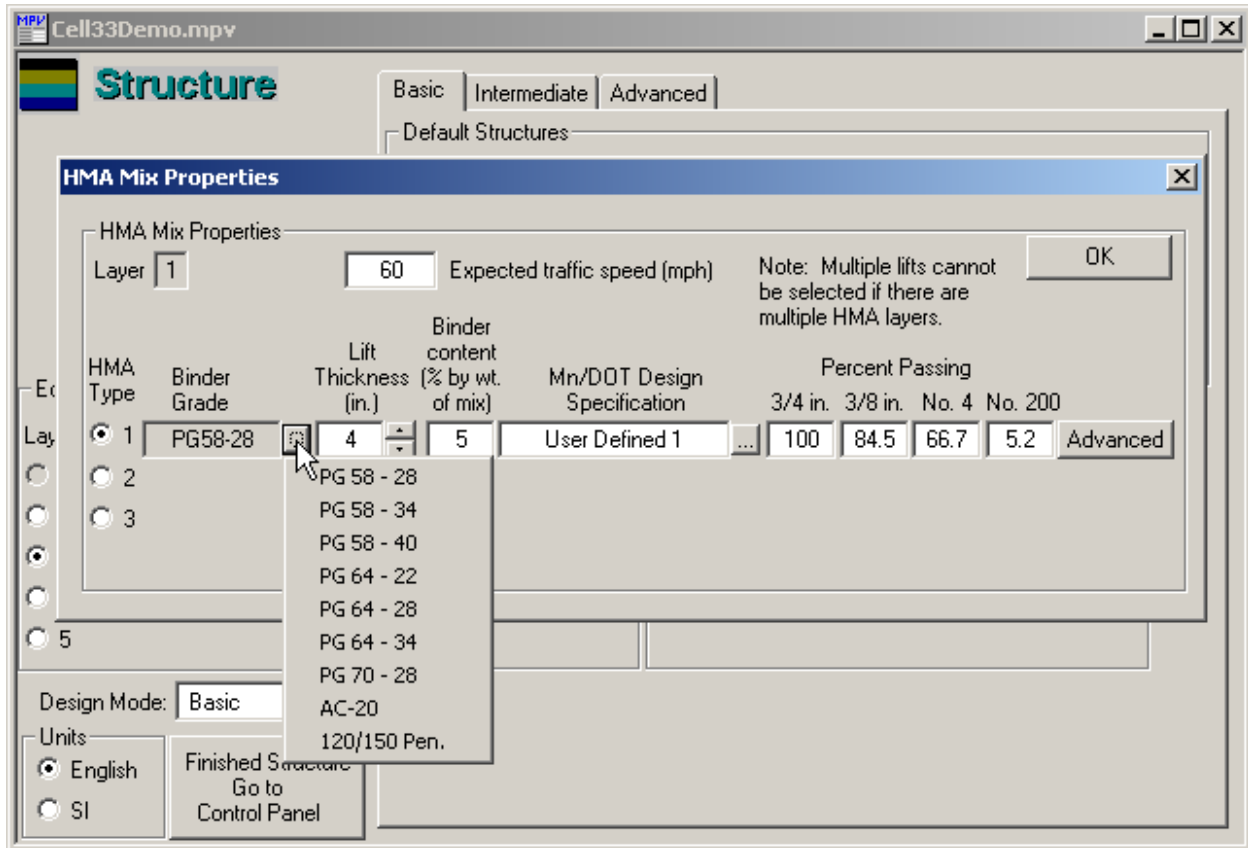 MPV Cell33Demo.mpv
Structure
Basic Intermediate Advanced
Default Structures
HMA Mix Properties
HMA Mix Properties
Layer 1
60 Expected traffic speed (mph)
Note: Multiple lifts cannot
be selected if there are
multiple HMA layers.
OK
HMA
Type
Binder
Grade
Lift
Thickness
(in.)
Binder
content
(% by wt.
of mix)
Mn/DOT Design
Specification
Percent Passing
3/4 in. 3/8 in. No. 4 No. 200
1 PG58-28 4 5 User Defined 1 ... 100 84.5 66.7 5.2 Advanced
2
3
PG 58 - 28
PG 58 - 34
PG 58 - 40
PG 64 - 22
PG 64 - 28
PG 64 - 34
PG 70 - 28
AC-20
120/150 Pen.
5
Design Mode: Basic
Units
English
SI
Finished
Go to
Control Panel